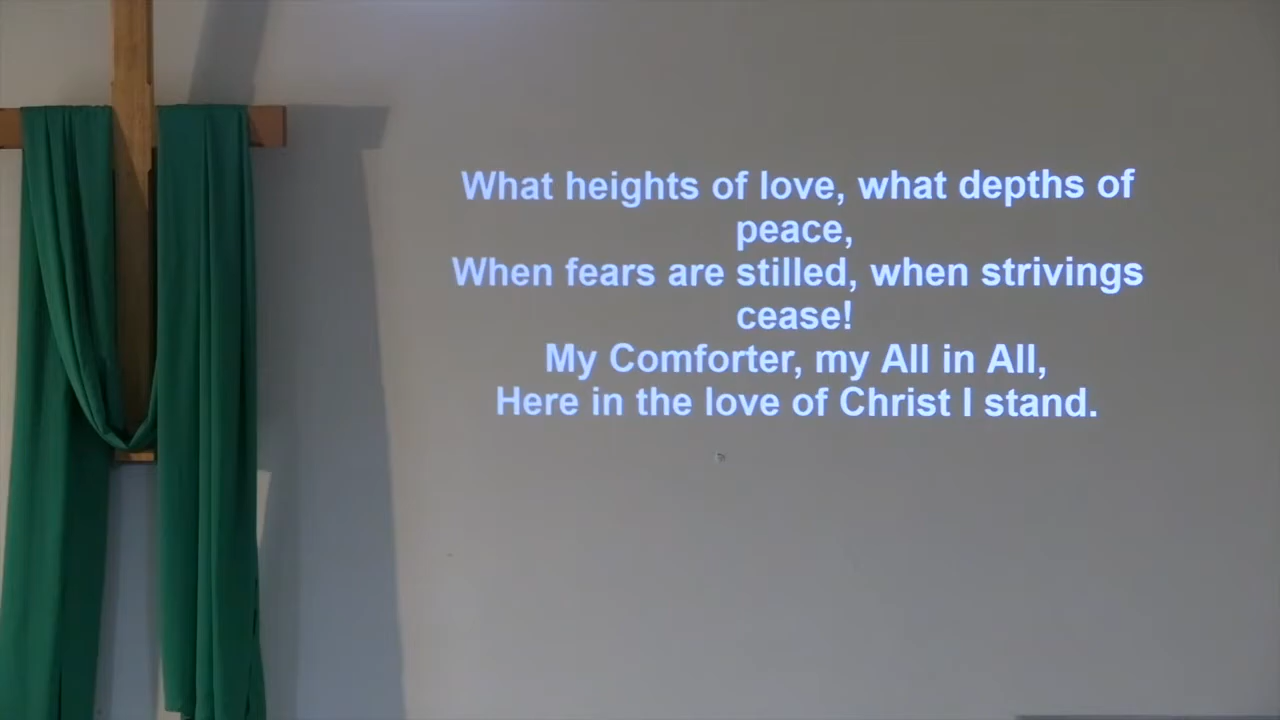 What heights of love, what depths of
peace,
When fears are stilled, when strivings
cease!
My Comforter, my All in All,
Here in the love of Christ I stand.